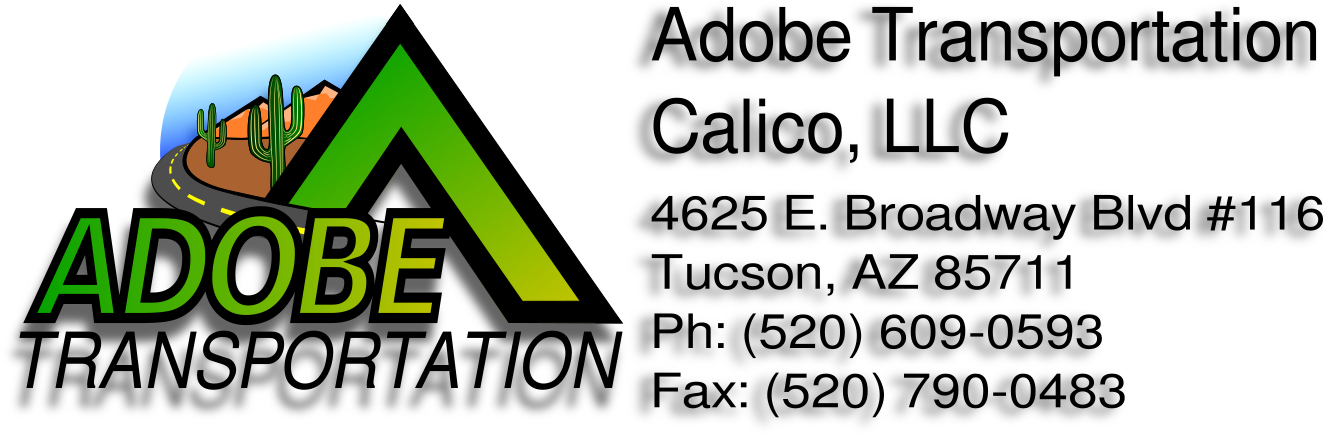 ADOBE
TRANSPORTATION
Adobe Transportation
Calico, LLC
4625 E. Broadway Blvd #116
Tucson, AZ 85711
Ph: (520) 609-0593
Fax: (520) 790-0483